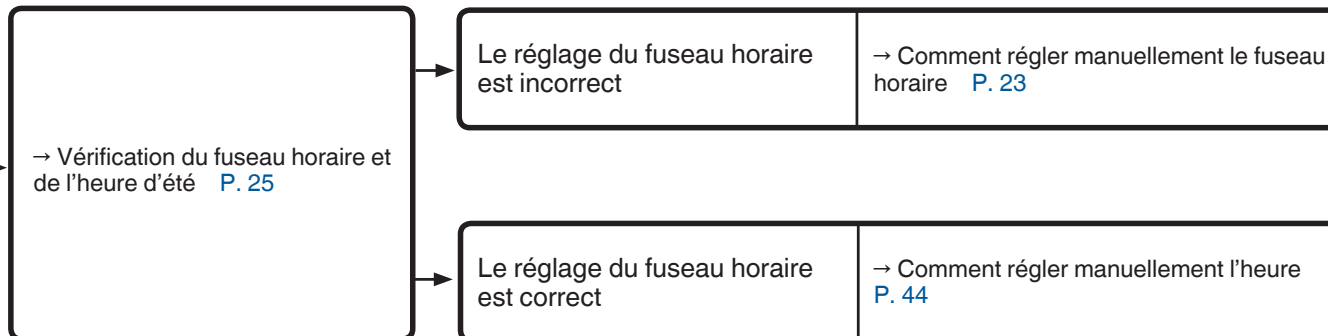 → Vérification du fuseau horaire et
de l'heure d'été P. 25
Le réglage du fuseau horaire
est incorrect
→ Comment régler manuellement le fuseau
horaire P. 23
Le réglage du fuseau horaire
est correct
→ Comment régler manuellement l'heure
P. 44